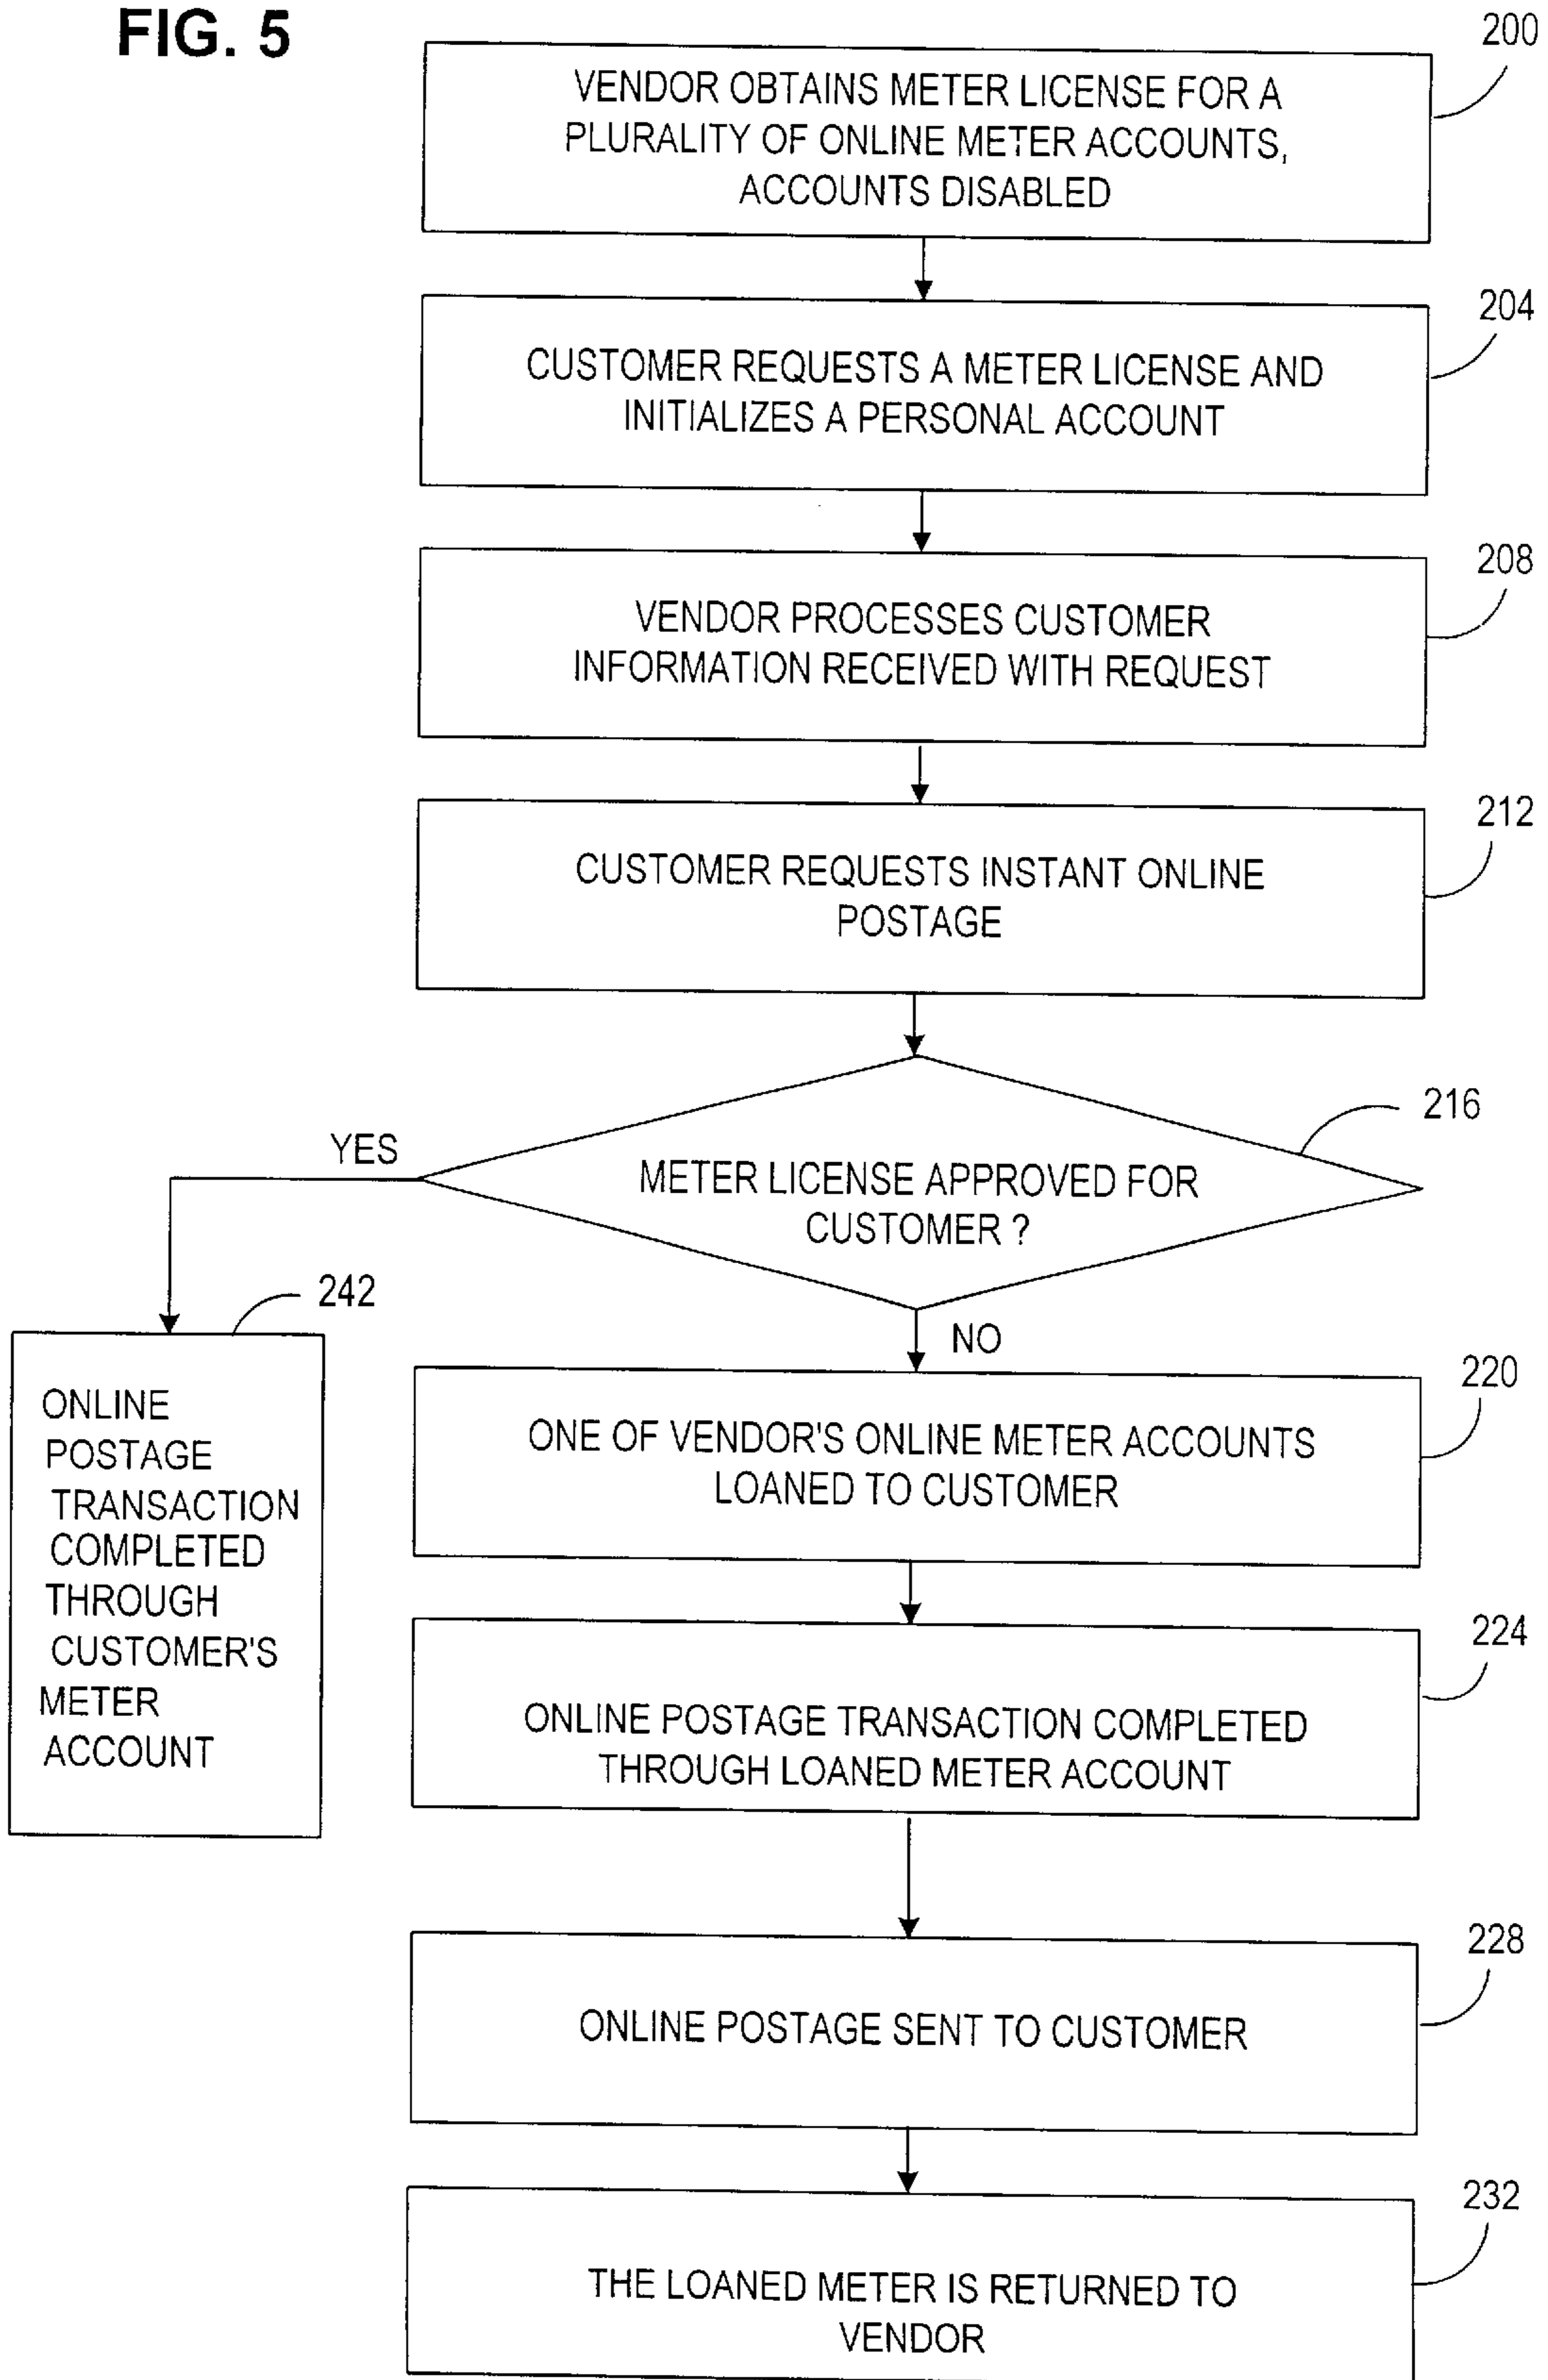 FIG. 5
200
VENDOR OBTAINS METER LICENSE FOR A
PLURALITY OF ONLINE METER ACCOUNTS,
ACCOUNTS DISABLED
204
CUSTOMER REQUESTS A METER LICENSE AND
INITIALIZES A PERSONAL ACCOUNT
208
VENDOR PROCESSES CUSTOMER
INFORMATION RECEIVED WITH REQUEST
212
CUSTOMER REQUESTS INSTANT ONLINE
POSTAGE
216
YES
METER LICENSE APPROVED FOR
CUSTOMER ?
242
NO
ONLINE
POSTAGE
TRANSACTION
COMPLETED
THROUGH
CUSTOMER'S
METER
ACCOUNT
220
ONE OF VENDOR'S ONLINE METER ACCOUNTS
LOANED TO CUSTOMER
224
ONLINE POSTAGE TRANSACTION COMPLETED
THROUGH LOANED METER ACCOUNT
228
ONLINE POSTAGE SENT TO CUSTOMER
232
THE LOANED METER IS RETURNED TO
VENDOR